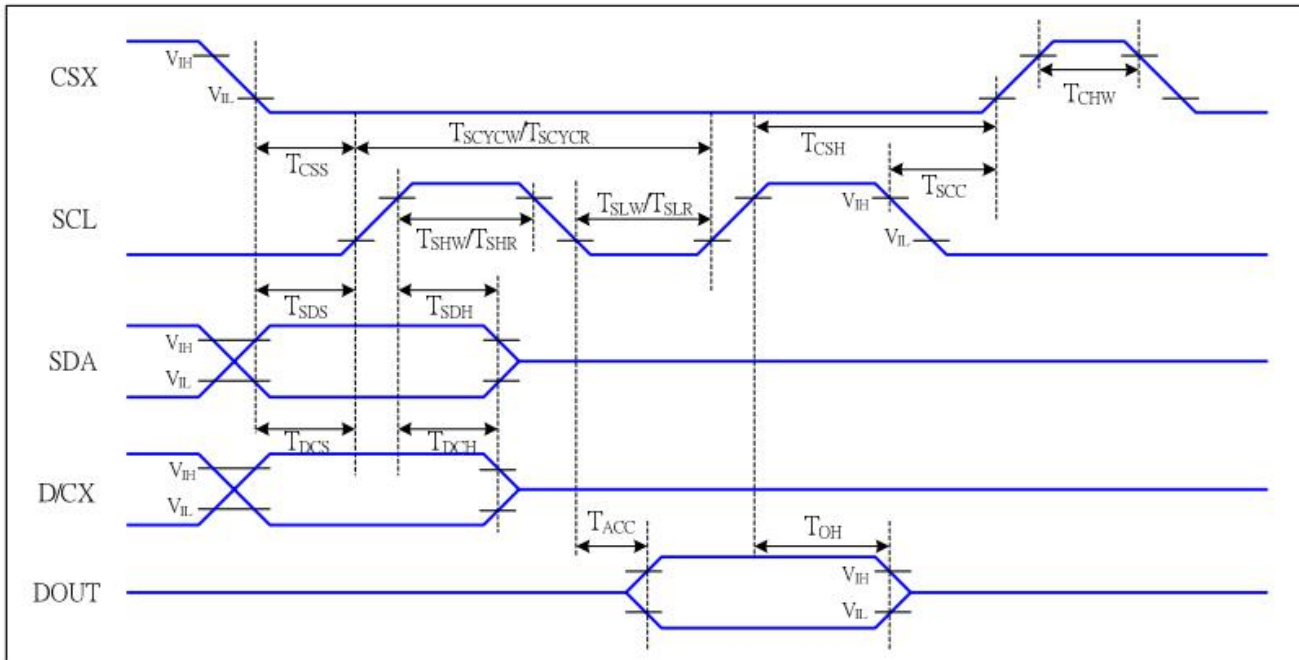 CSX
VIH
VIL
TCHW
TSCYCW/TSCYCR
TCSS
TCSH
TSCC
SCL
TSHW/TSHR
TSLW/TSLR
VIH
VIL
TSDS
TSDH
SDA
VIH
VIL
TDCS
TDCH
D/CX
VIH
VIL
TACC
TOH
DOUT
VIH
VIL